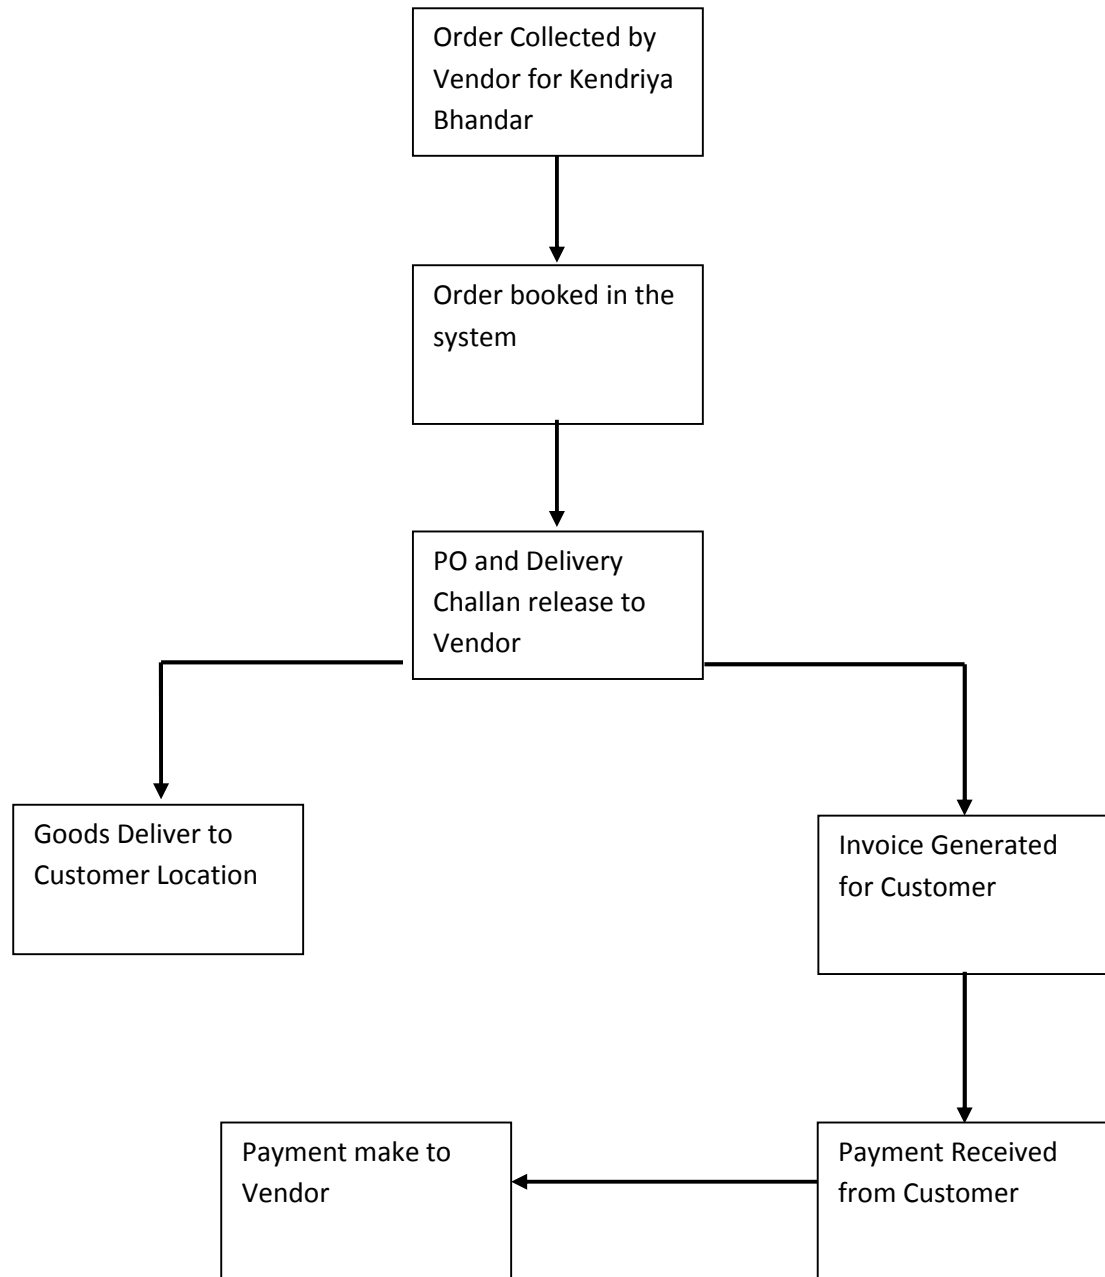 Order Collected by
Vendor for Kendriya
Bhandar
Order booked in the
system
PO and Delivery
Challan release to
Vendor
Goods Deliver to
Customer Location
Invoice Generated
for Customer
Payment make to
Vendor
Payment Received
from Customer